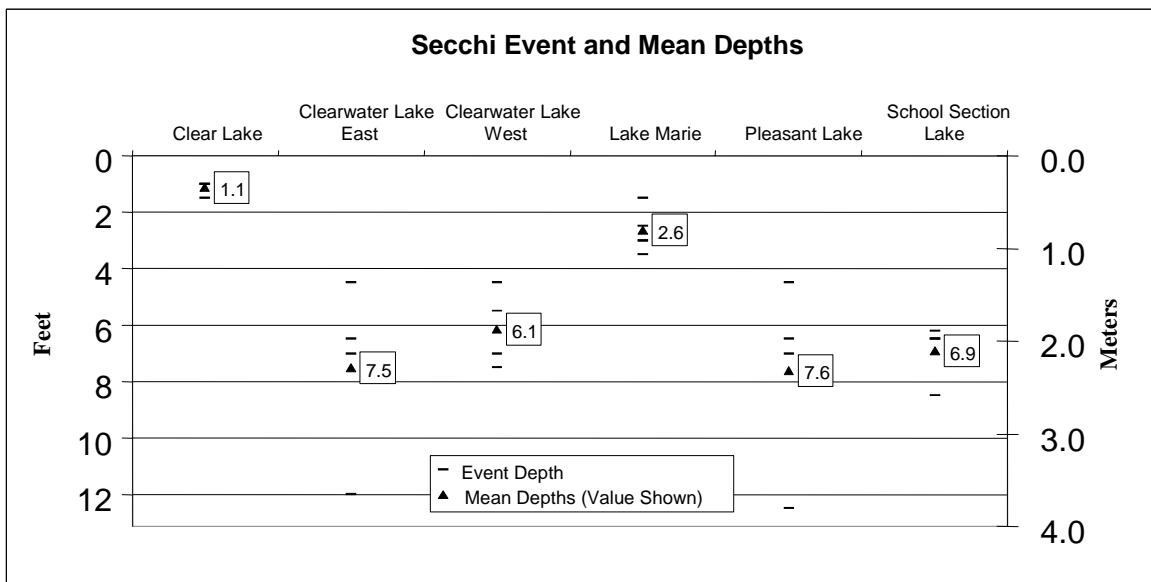 Secchi Event and Mean Depths
Clear Lake
Clearwater Lake
East
Clearwater Lake
West
Lake Marie
Pleasant Lake
School Section
Lake
0
2
4
6
8
10
12
Feet
1.1
7.5
6.1
2.6
7.6
6.9
Event Depth
Mean Depths (Value Shown)
0.0
1.0
2.0
3.0
4.0
Meters